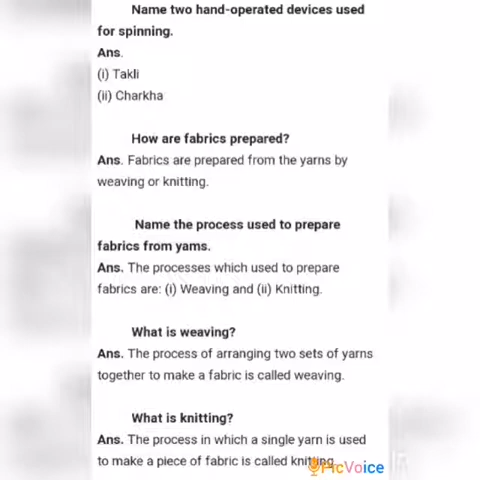 Name two hand-operated devices used
for spinning.
Ans.
(i) Takli
(ii) Charkha
How are fabrics prepared?
Ans. Fabrics are prepared from the yarns by
weaving or knitting.
Name the process used to prepare
fabrics from yams.
Ans. The processes which used to prepare
fabrics are: (i) Weaving and (ii) Knitting.
What is weaving?
Ans. The process of arranging two sets of yarns
together to make a fabric is called weaving.
What is knitting?
Ans. The process in which a single yarn is used
to make a piece of fabric is called knitting.
PicVoice